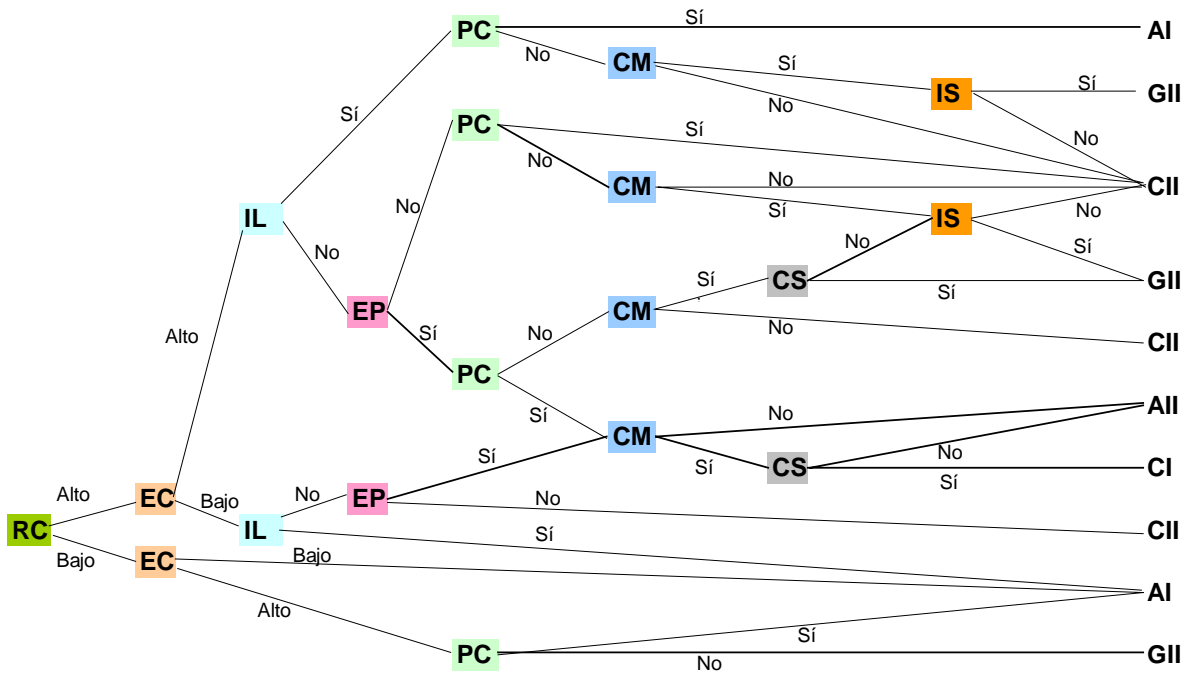 PC
Sí
AI
No
CM
Sí
IS
Sí
GII
No
No
Sí
PC
Sí
No
CM
No
CII
Sí
IS
No
IL
No
No
Sí
No
CS
Sí
GII
Sí
EP
Sí
CM
No
CII
No
Alto
PC
Sí
AII
No
CM
No
Sí
CS
Sí
CI
Sí
Alto
EC
Bajo
No
EP
No
CII
RC
IL
Sí
Bajo
EC
Bajo
AI
Alto
Sí
PC
No
GII